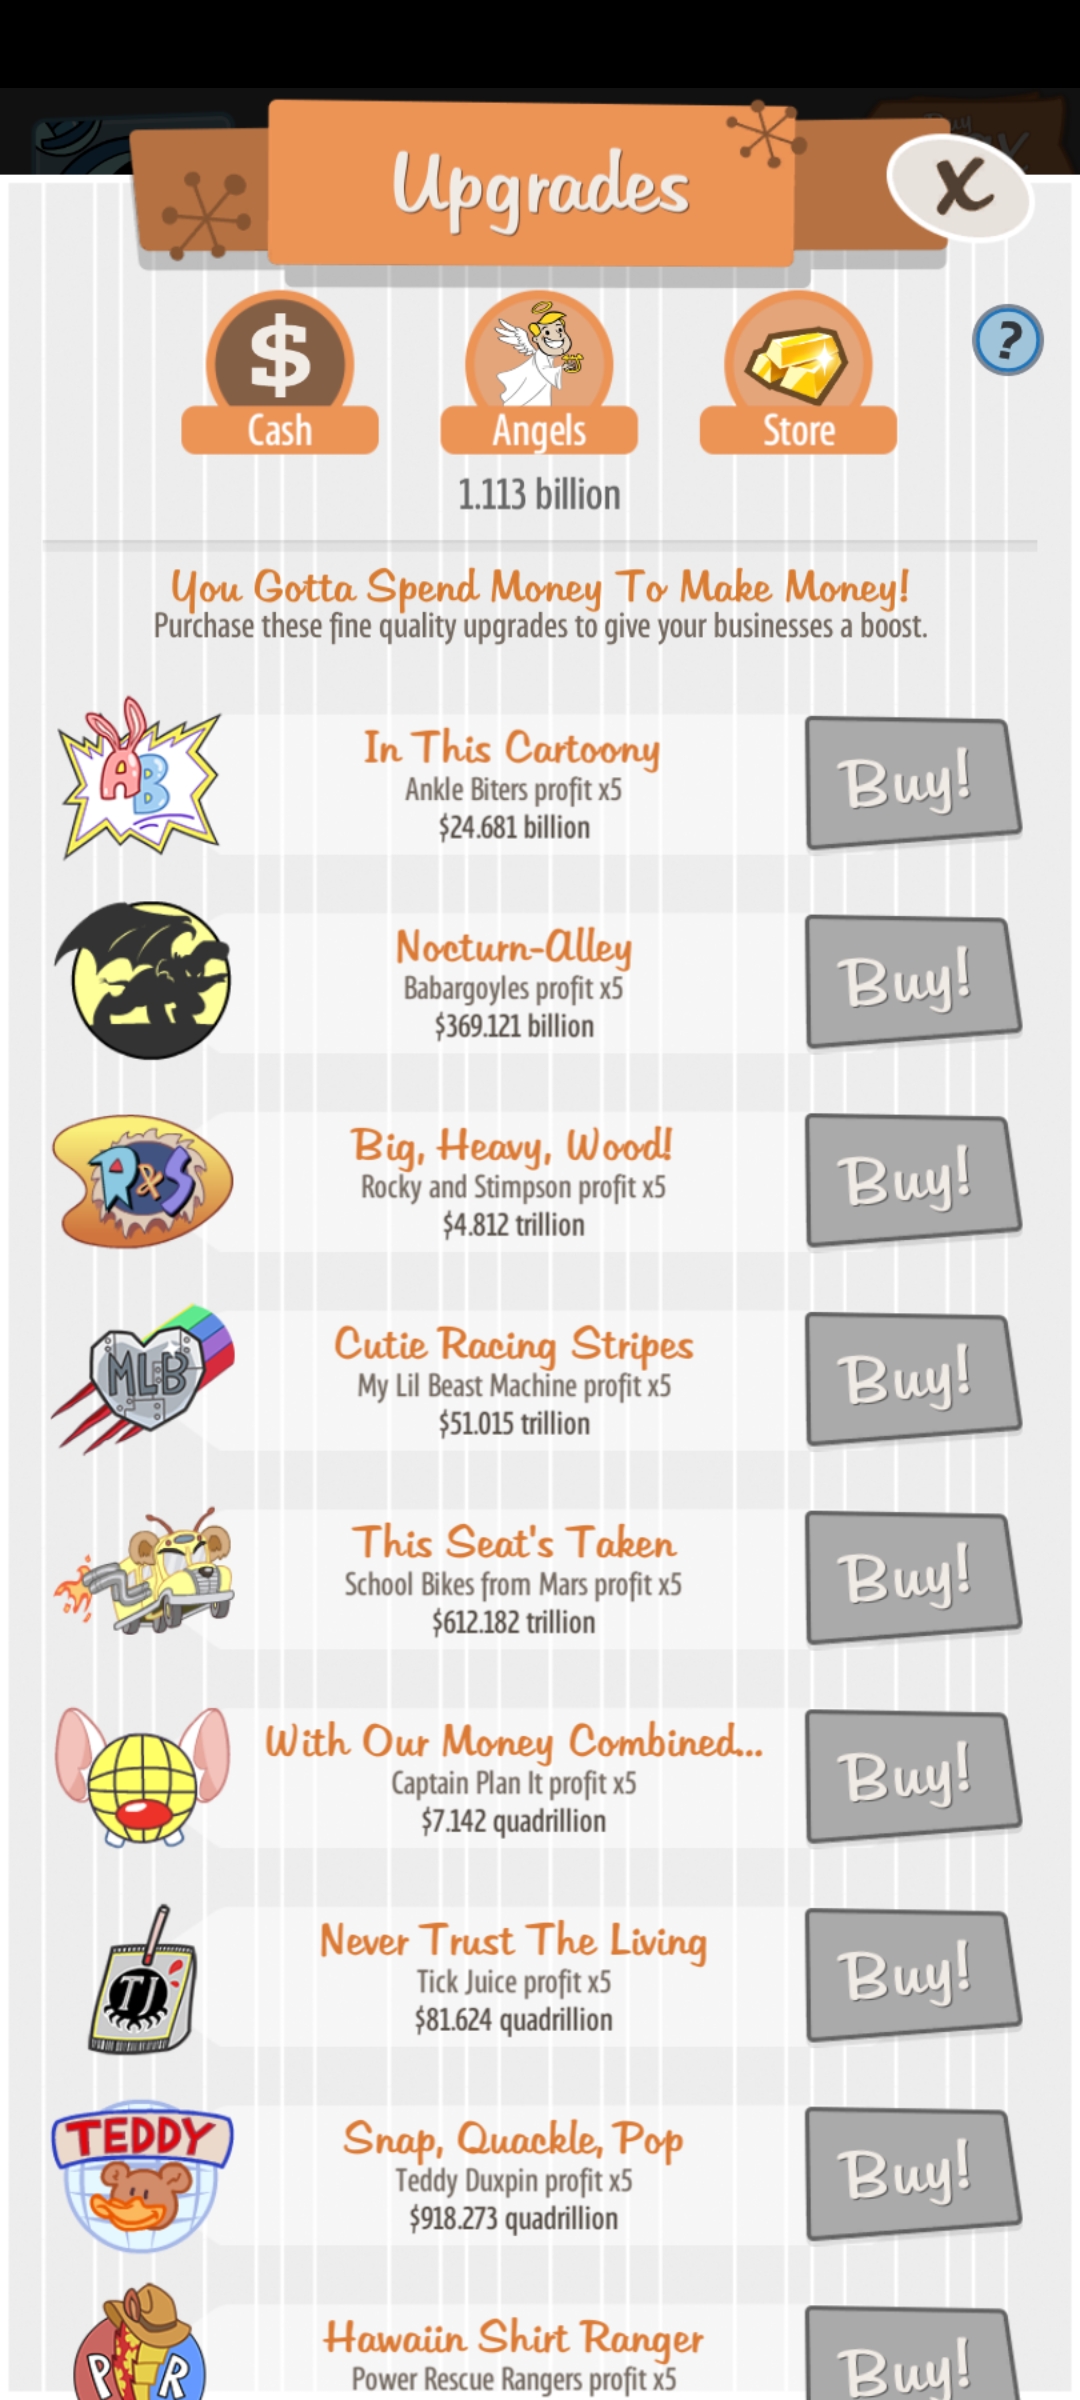 Upgrades
X
$
?
Cash
Angels
Store
1.113 billion
You Gotta Spend Money To Make Money!
Purchase these fine quality upgrades to give your businesses a boost.
AB
In This Cartoony
Ankle Biters profit x5
$24.681 billion
Buy!
Nocturn-Alley
Babargoyles profit x5
$369.121 billion
Buy!
R&S
Big, Heavy, Wood!
Rocky and Stimpson profit x5
$4.812 trillion
Buy!
MLB
Cutie Racing Stripes
My Lil Beast Machine profit x5
$51.015 trillion
Buy!
This Seat's Taken
School Bikes from Mars profit x5
$612.182 trillion
Buy!
With Our Money Combined...
Captain Plan It profit x5
$7.142 quadrillion
Buy!
TJ
Never Trust The Living
Tick Juice profit x5
$81.624 quadrillion
Buy!
TEDDY
Snap, Quackle, Pop
Teddy Duxpin profit x5
$918.273 quadrillion
Buy!
PR
Hawaiin Shirt Ranger
Power Rescue Rangers profit x5
Buy!